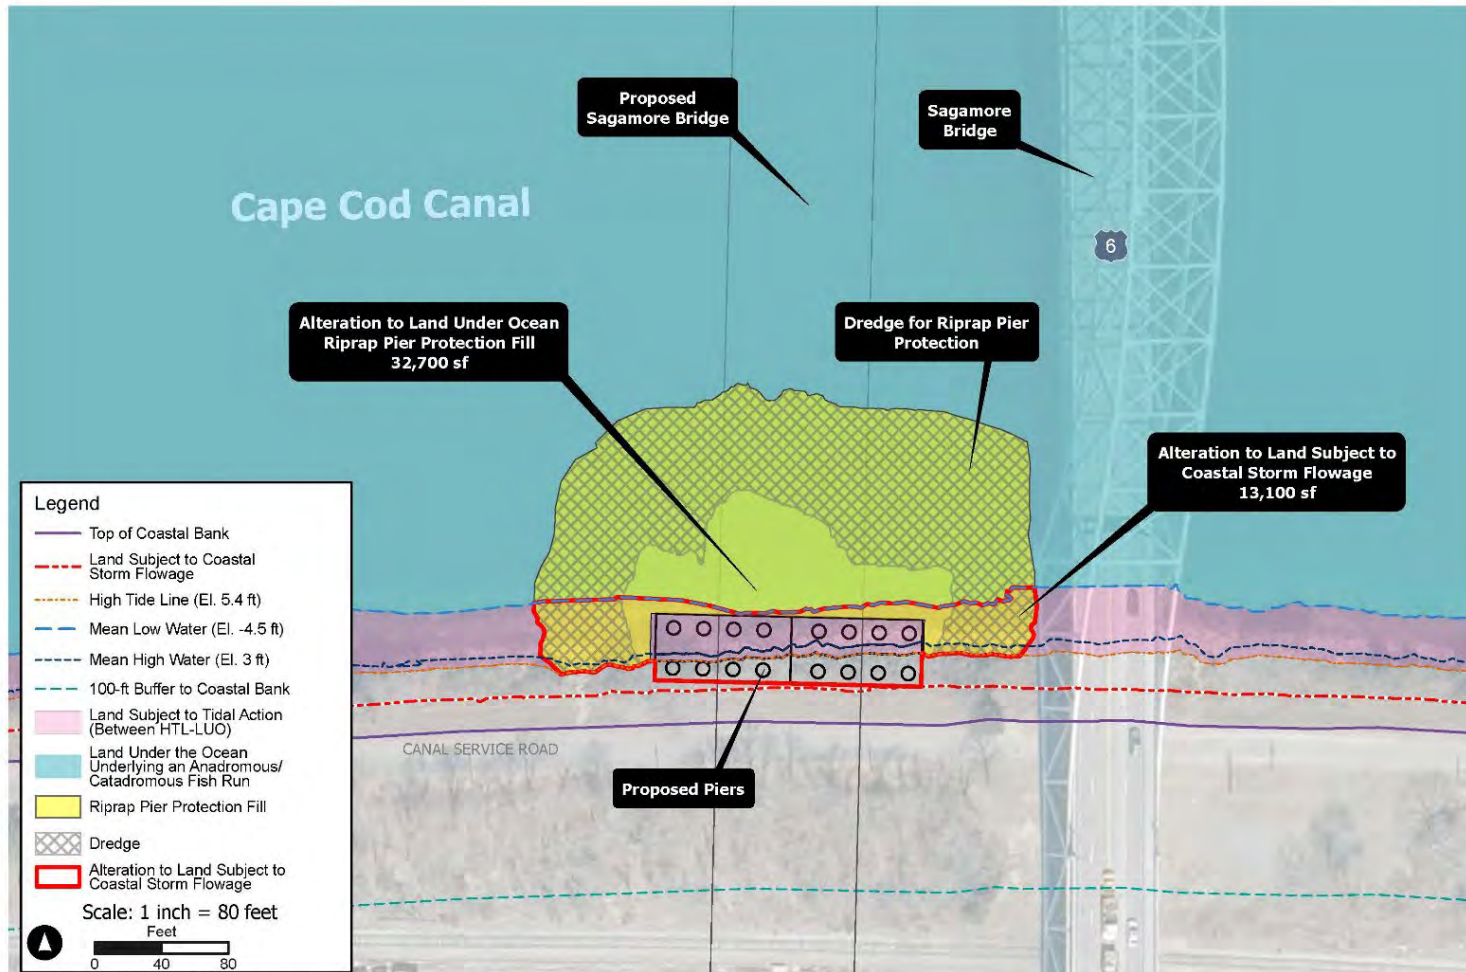 Proposed
Sagamore Bridge
Sagamore
Bridge
Cape Cod Canal
6
Alteration to Land Under Ocean
Riprap Pier Protection Fill
32,700 sf
Dredge for Riprap Pier
Protection
Alteration to Land Subject to
Coastal Storm Flowage
13,100 sf
Legend
Top of Coastal Bank
Land Subject to Coastal
Storm Flowage
High Tide Line (El. 5.4 ft)
Mean Low Water (El. -4.5 ft)
Mean High Water (El. 3 ft)
100-ft Buffer to Coastal Bank
Land Subject to Tidal Action
(Between HTL-LUO)
Land Under the Ocean
Underlying an Anadromous/
Catadromous Fish Run
Riprap Pier Protection Fill
Dredge
Alteration to Land Subject to
Coastal Storm Flowage
Scale: 1 inch = 80 feet
Feet
0 40 80
CANAL SERVICE ROAD
Proposed Piers